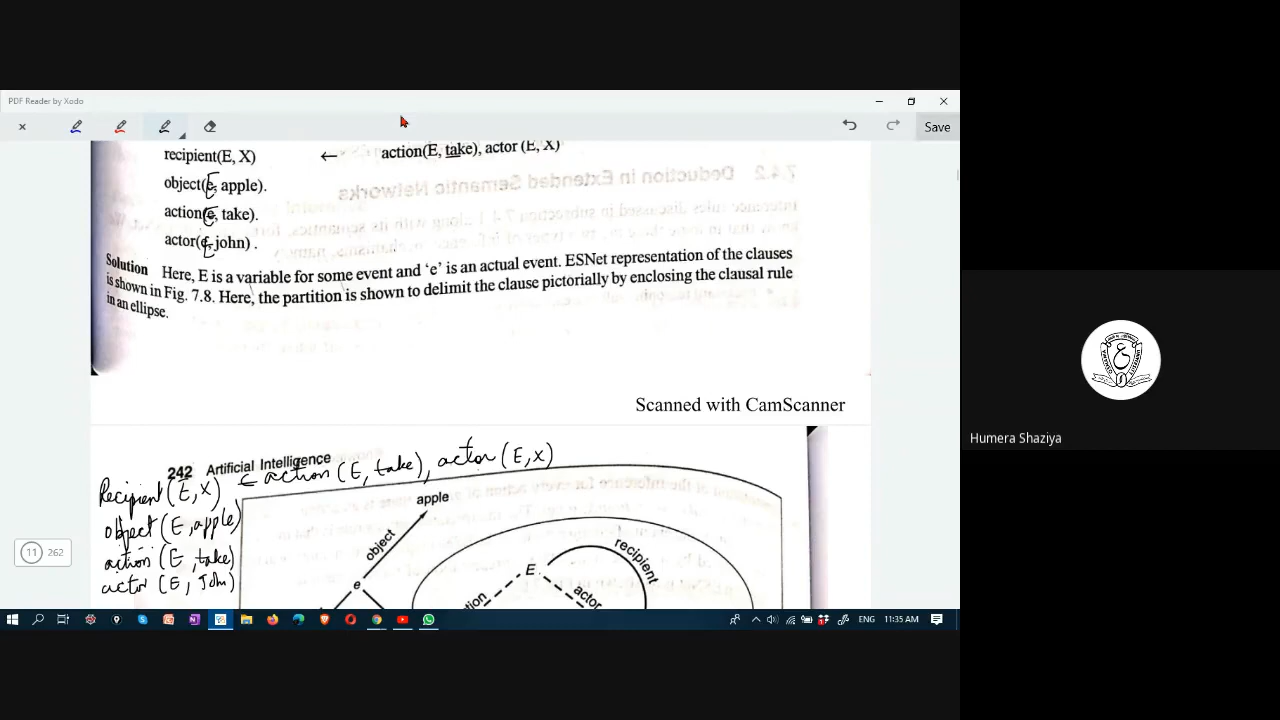 PDF Reader by Xodo
Save
recipient(E, X) ← action(E, take), actor (E, X)
object(e, apple).
action(e, take).
actor(e, john) .
Solution Here, E is a variable for some event and ‘e’ is an actual event. ESNet representation of the clauses
is shown in Fig. 7.8. Here, the partition is shown to delimit the clause pictorially by enclosing the clausal rule
in an ellipse.
Scanned with CamScanner
242 Artificial Intelligence
Recipient (E, X) ← action (E, take), actor (E, x)
object (E, apple)
action (E, take)
actor (E, John)
apple
object
e
E
recipient
actor
11 262
ENG 11:35 AM
Humera Shaziya